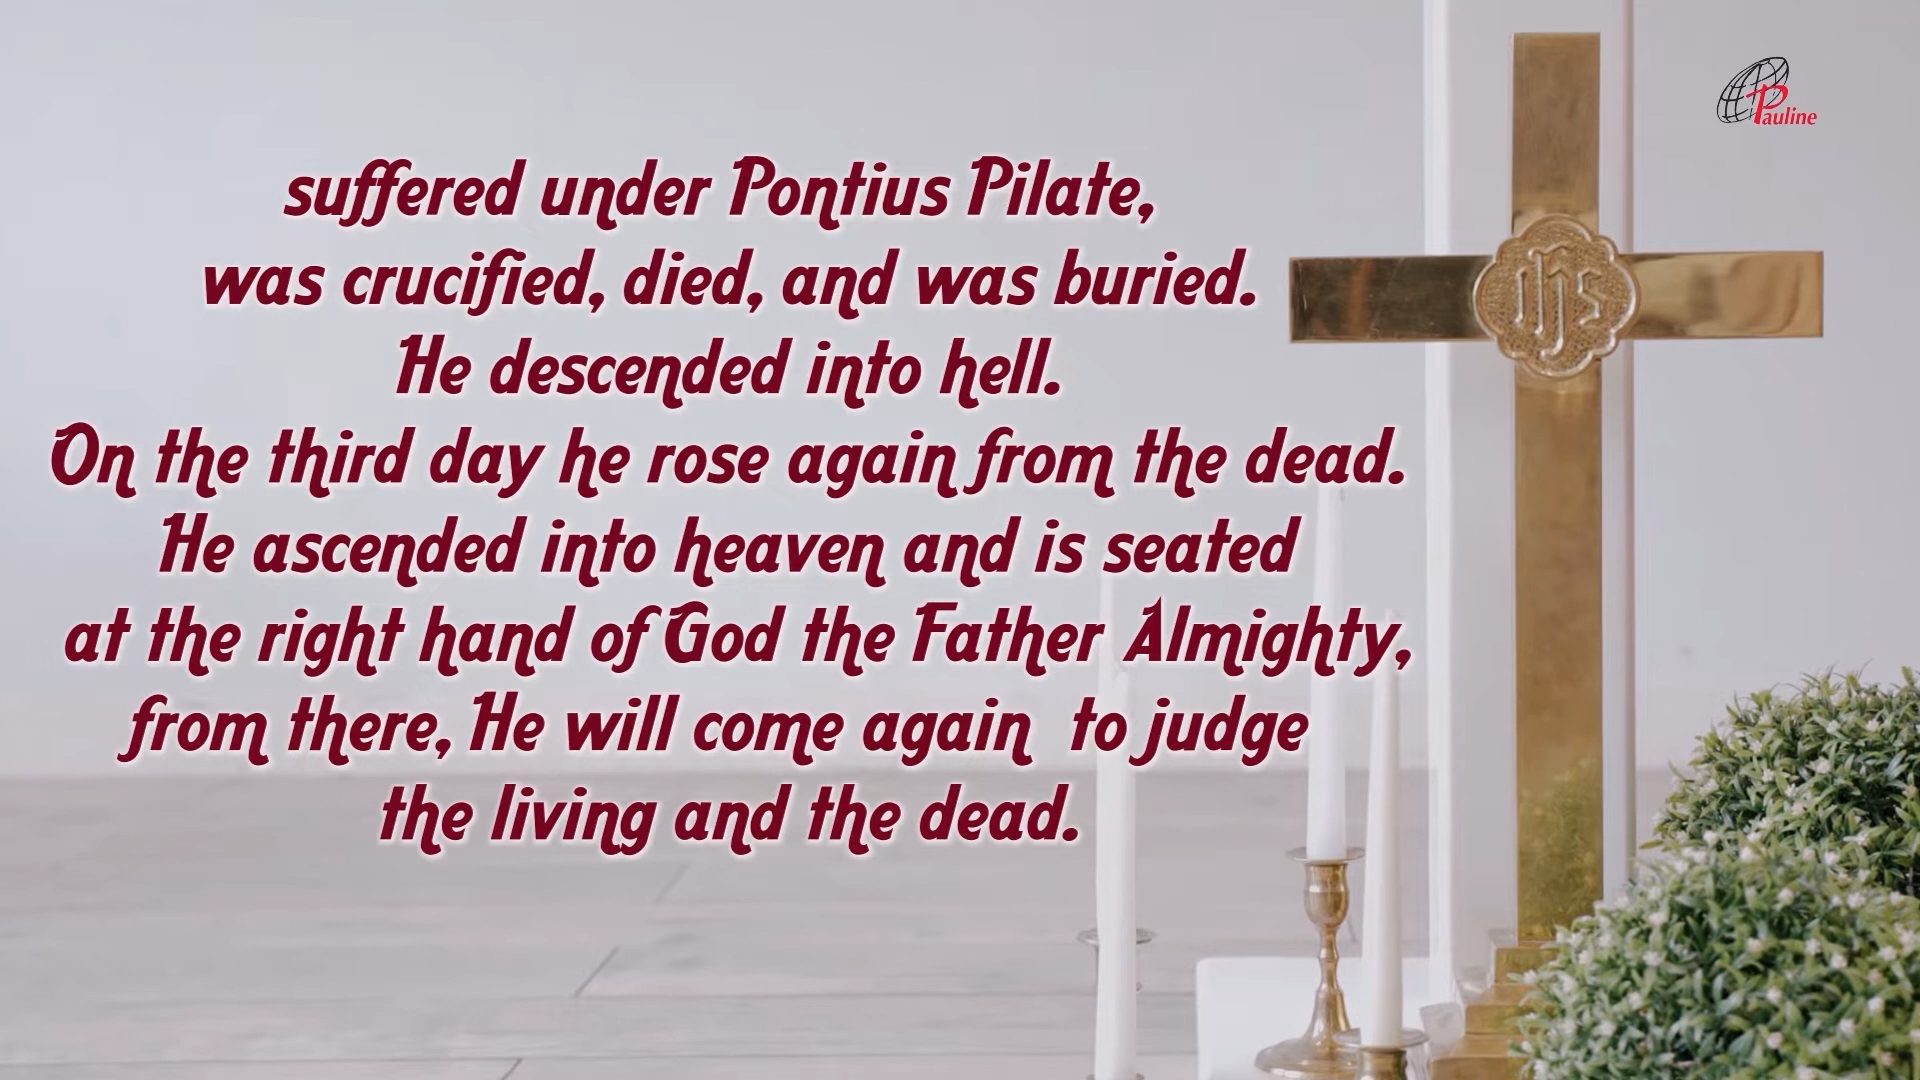 Pauline
suffered under Pontius Pilate,
was crucified, died, and was buried.
He descended into hell.
On the third day he rose again from the dead.
He ascended into heaven and is seated
at the right hand of God the Father Almighty,
from there, He will come again to judge
the living and the dead.
IHS